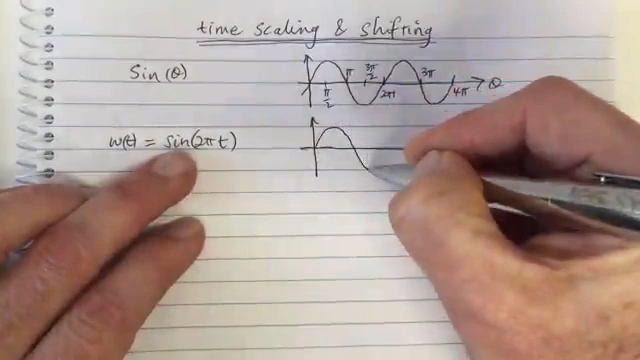 time scaling & shifting
Sin(θ)
π/2 π 3π/2 2π 3π 4π θ
w(t) = sin(2πt)